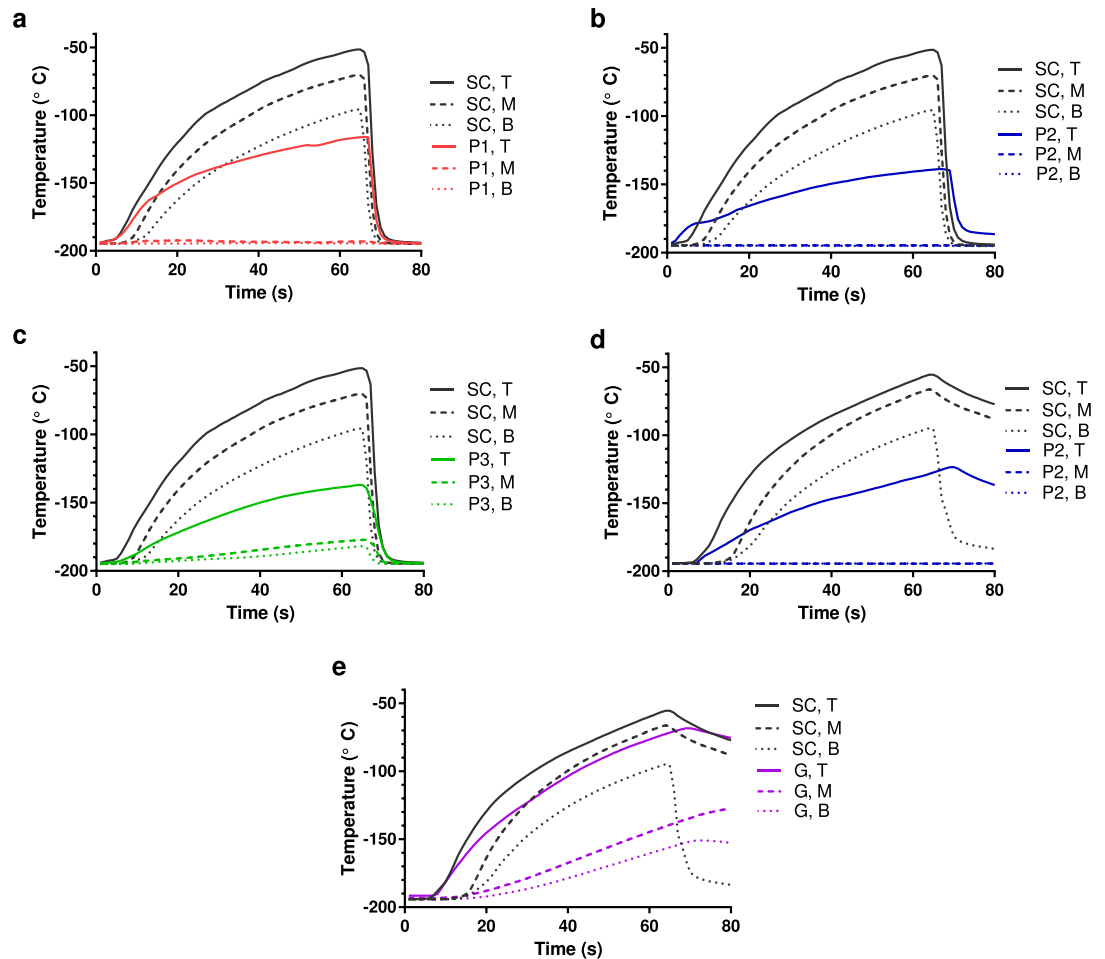 a
Temperature (° C)
-50
-100
-150
-200
0
20
40
60
80
Time (s)
SC, T
SC, M
SC, B
P1, T
P1, M
P1, B
b
Temperature (° C)
-50
-100
-150
-200
0
20
40
60
80
Time (s)
SC, T
SC, M
SC, B
P2, T
P2, M
P2, B
c
Temperature (° C)
-50
-100
-150
-200
0
20
40
60
80
Time (s)
SC, T
SC, M
SC, B
P3, T
P3, M
P3, B
d
Temperature (° C)
-50
-100
-150
-200
0
20
40
60
80
Time (s)
SC, T
SC, M
SC, B
P2, T
P2, M
P2, B
e
Temperature (° C)
-50
-100
-150
-200
0
20
40
60
80
Time (s)
SC, T
SC, M
SC, B
G, T
G, M
G, B